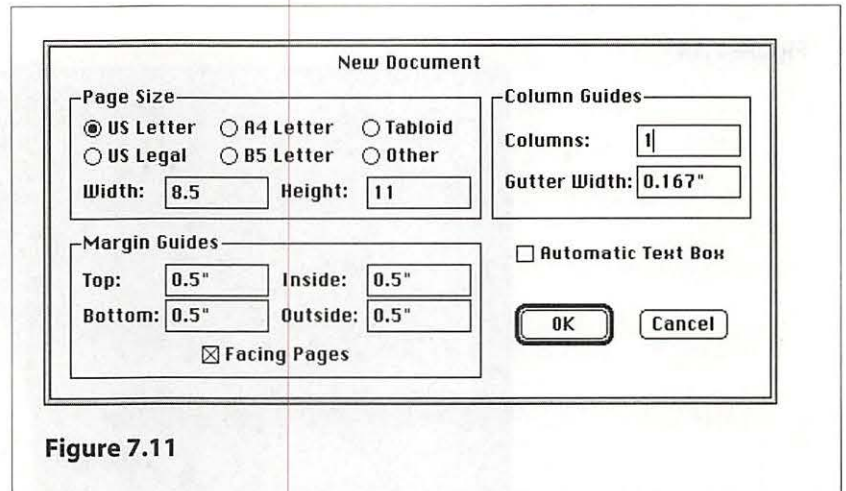 New Document
Page Size
US Letter A4 Letter Tabloid
US Legal B5 Letter Other
Width: 8.5 Height: 11
Column Guides
Columns: 1
Gutter Width: 0.167"
Margin Guides
Top: 0.5" Inside: 0.5"
Bottom: 0.5" Outside: 0.5"
Facing Pages
Automatic Text Box
OK Cancel
Figure 7.11